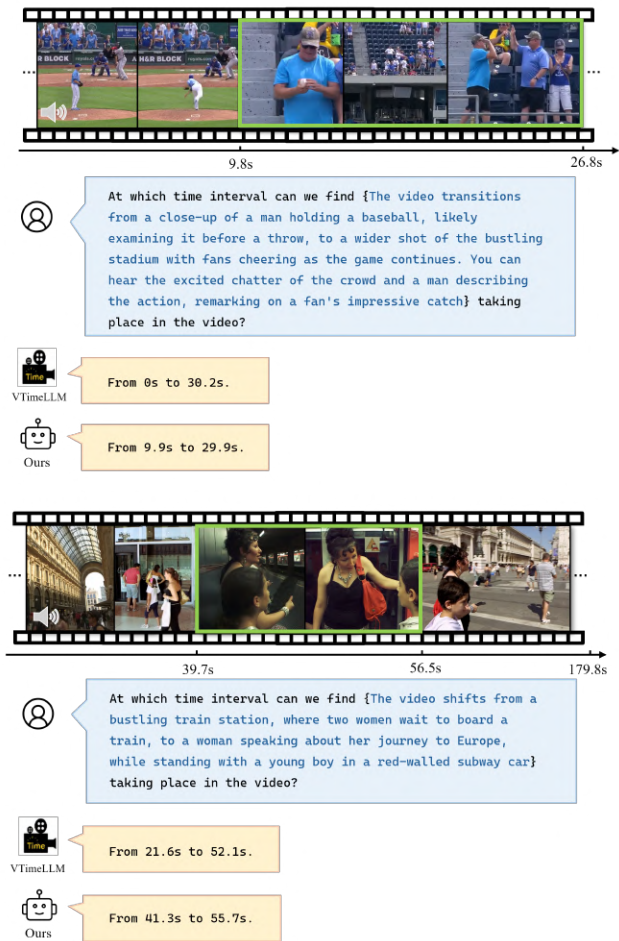 H&R BLOCK
royals.com
AH&R BLOCK
...
...
9.8s
26.8s
At which time interval can we find {The video transitions
from a close-up of a man holding a baseball, likely
examining it before a throw, to a wider shot of the bustling
stadium with fans cheering as the game continues. You can
hear the excited chatter of the crowd and a man describing
the action, remarking on a fan's impressive catch} taking
place in the video?
Time
VTimeLLM
From 0s to 30.2s.
Ours
From 9.9s to 29.9s.
...
...
39.7s
56.5s
179.8s
At which time interval can we find {The video shifts from a
bustling train station, where two women wait to board a
train, to a woman speaking about her journey to Europe,
while standing with a young boy in a red-walled subway car}
taking place in the video?
Time
VTimeLLM
From 21.6s to 52.1s.
Ours
From 41.3s to 55.7s.